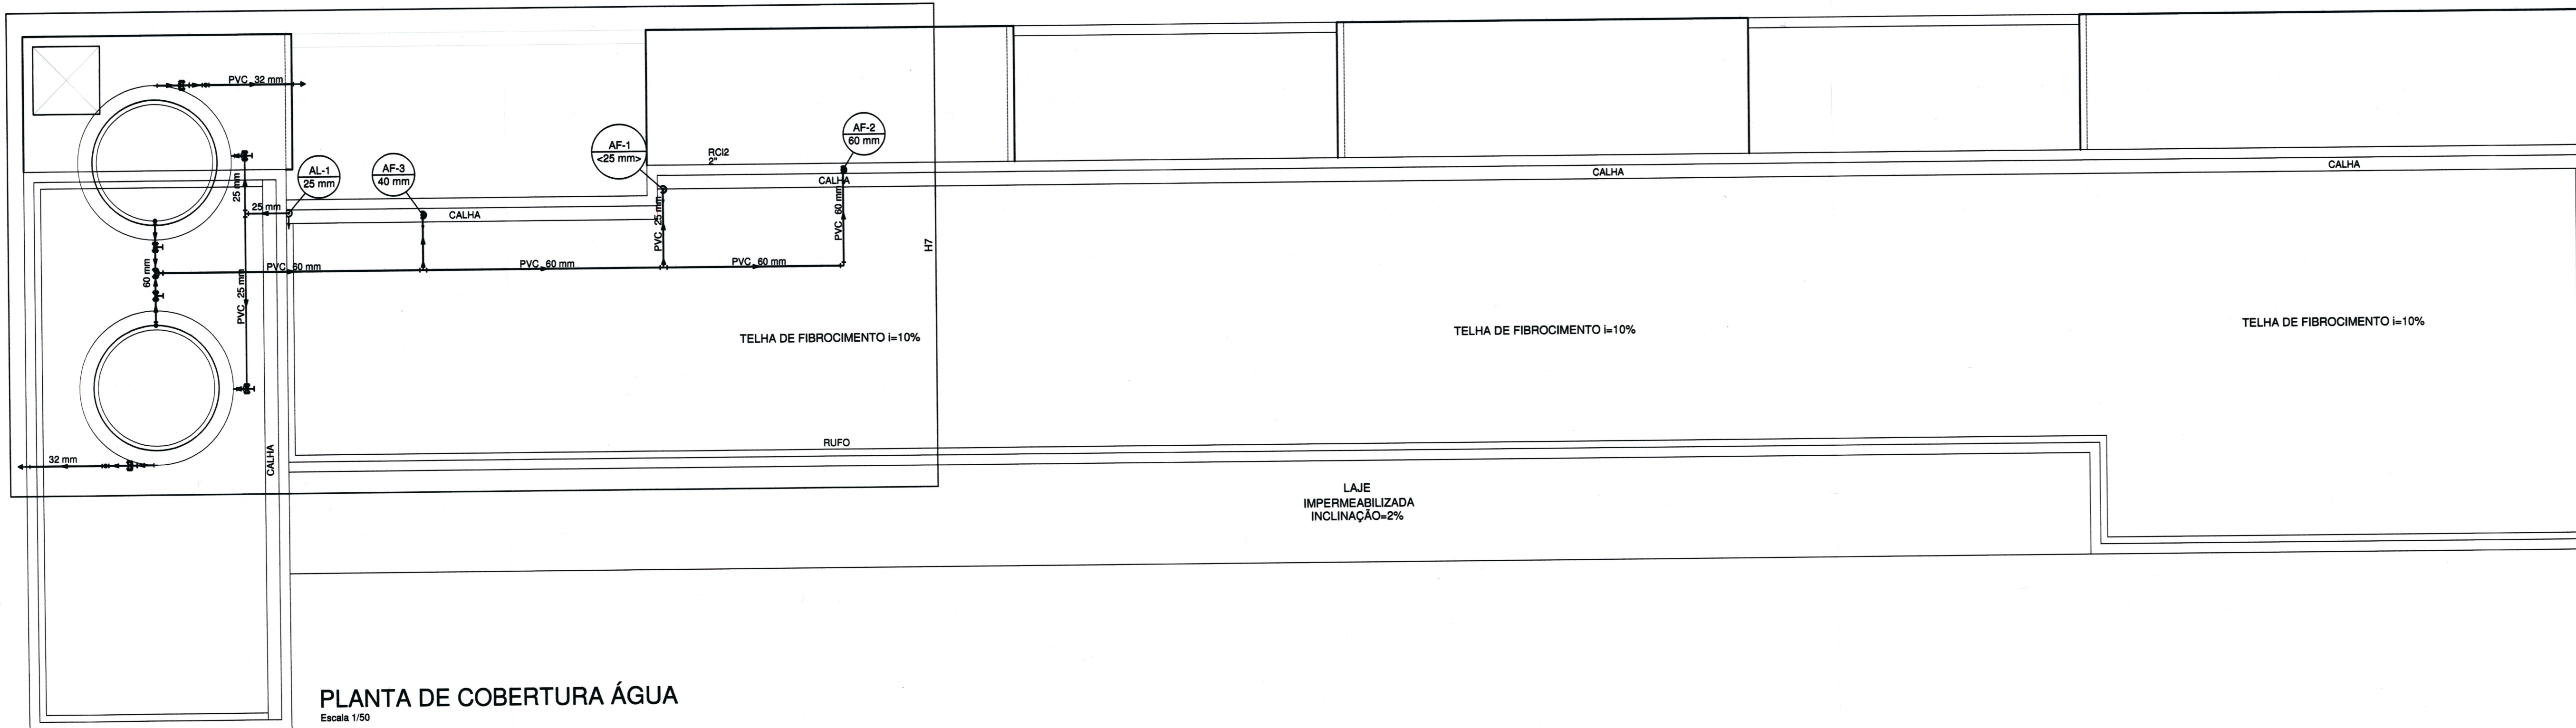 PVC 32 mm
AL-1
25 mm
AF-3
40 mm
AF-1
<25 mm>
RCI2
2"
AF-2
60 mm
CALHA
CALHA
CALHA
CALHA
25 mm
25 mm
PVC 25 mm
PVC 60 mm
60 mm
PVC 60 mm
PVC 60 mm
PVC 60 mm
PVC 25 mm
H7
TELHA DE FIBROCIMENTO i=10%
TELHA DE FIBROCIMENTO i=10%
TELHA DE FIBROCIMENTO i=10%
RUFO
32 mm
CALHA
LAJE
IMPERMEABILIZADA
INCLINAÇÃO=2%
PLANTA DE COBERTURA ÁGUA
Escala 1/50